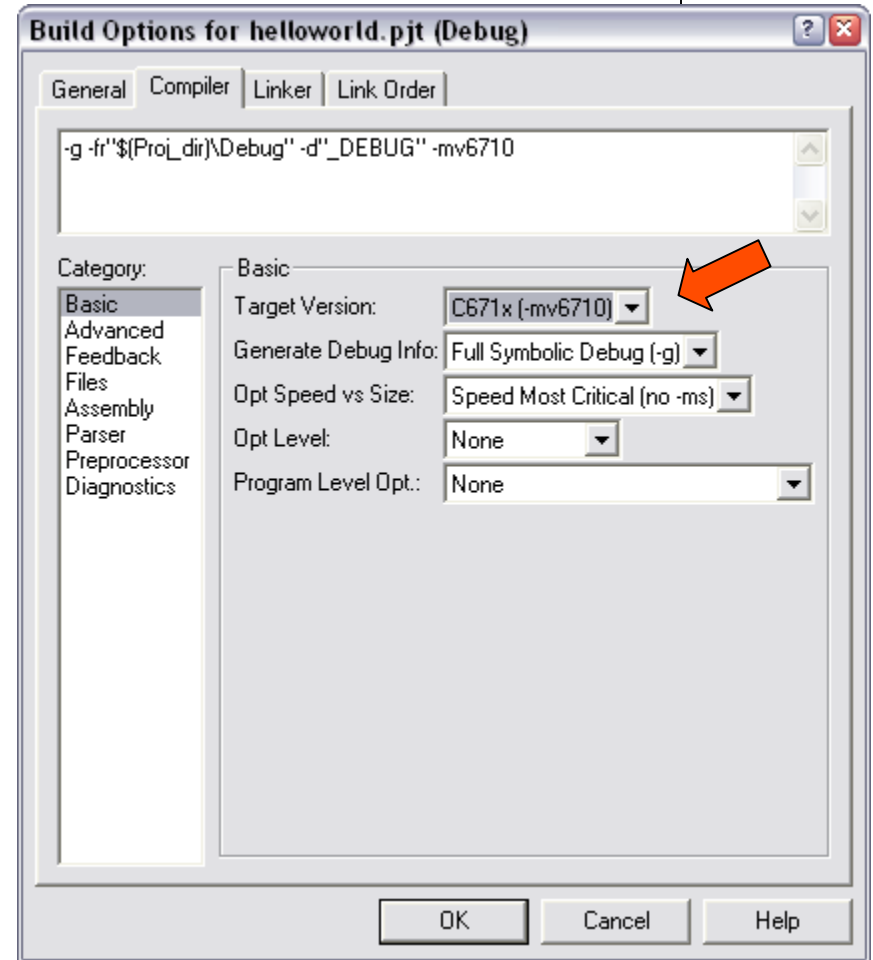 Build Options for helloworld.pjt (Debug)
General Compiler Linker Link Order
-g -fr"$(Proj_dir)\Debug" -d"_DEBUG" -mv6710
Category:
Basic
Advanced
Feedback
Files
Assembly
Parser
Preprocessor
Diagnostics
Basic
Target Version: C671x (-mv6710)
Generate Debug Info: Full Symbolic Debug (-g)
Opt Speed vs Size: Speed Most Critical (no -ms)
Opt Level: None
Program Level Opt.: None
OK Cancel Help